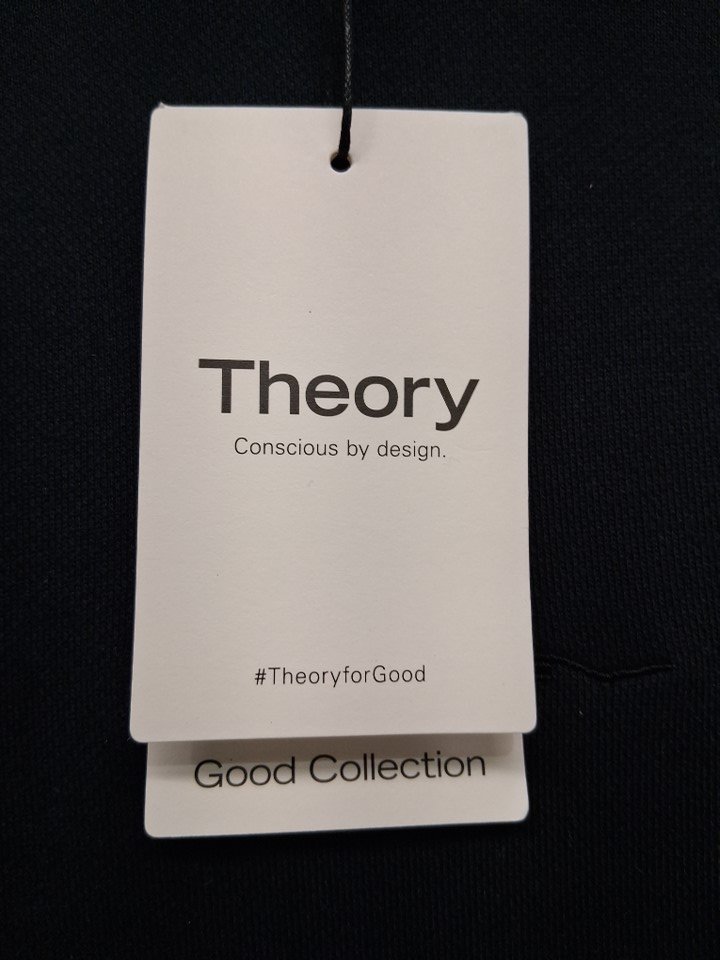 Theory
Conscious by design.
#TheoryforGood
Good Collection